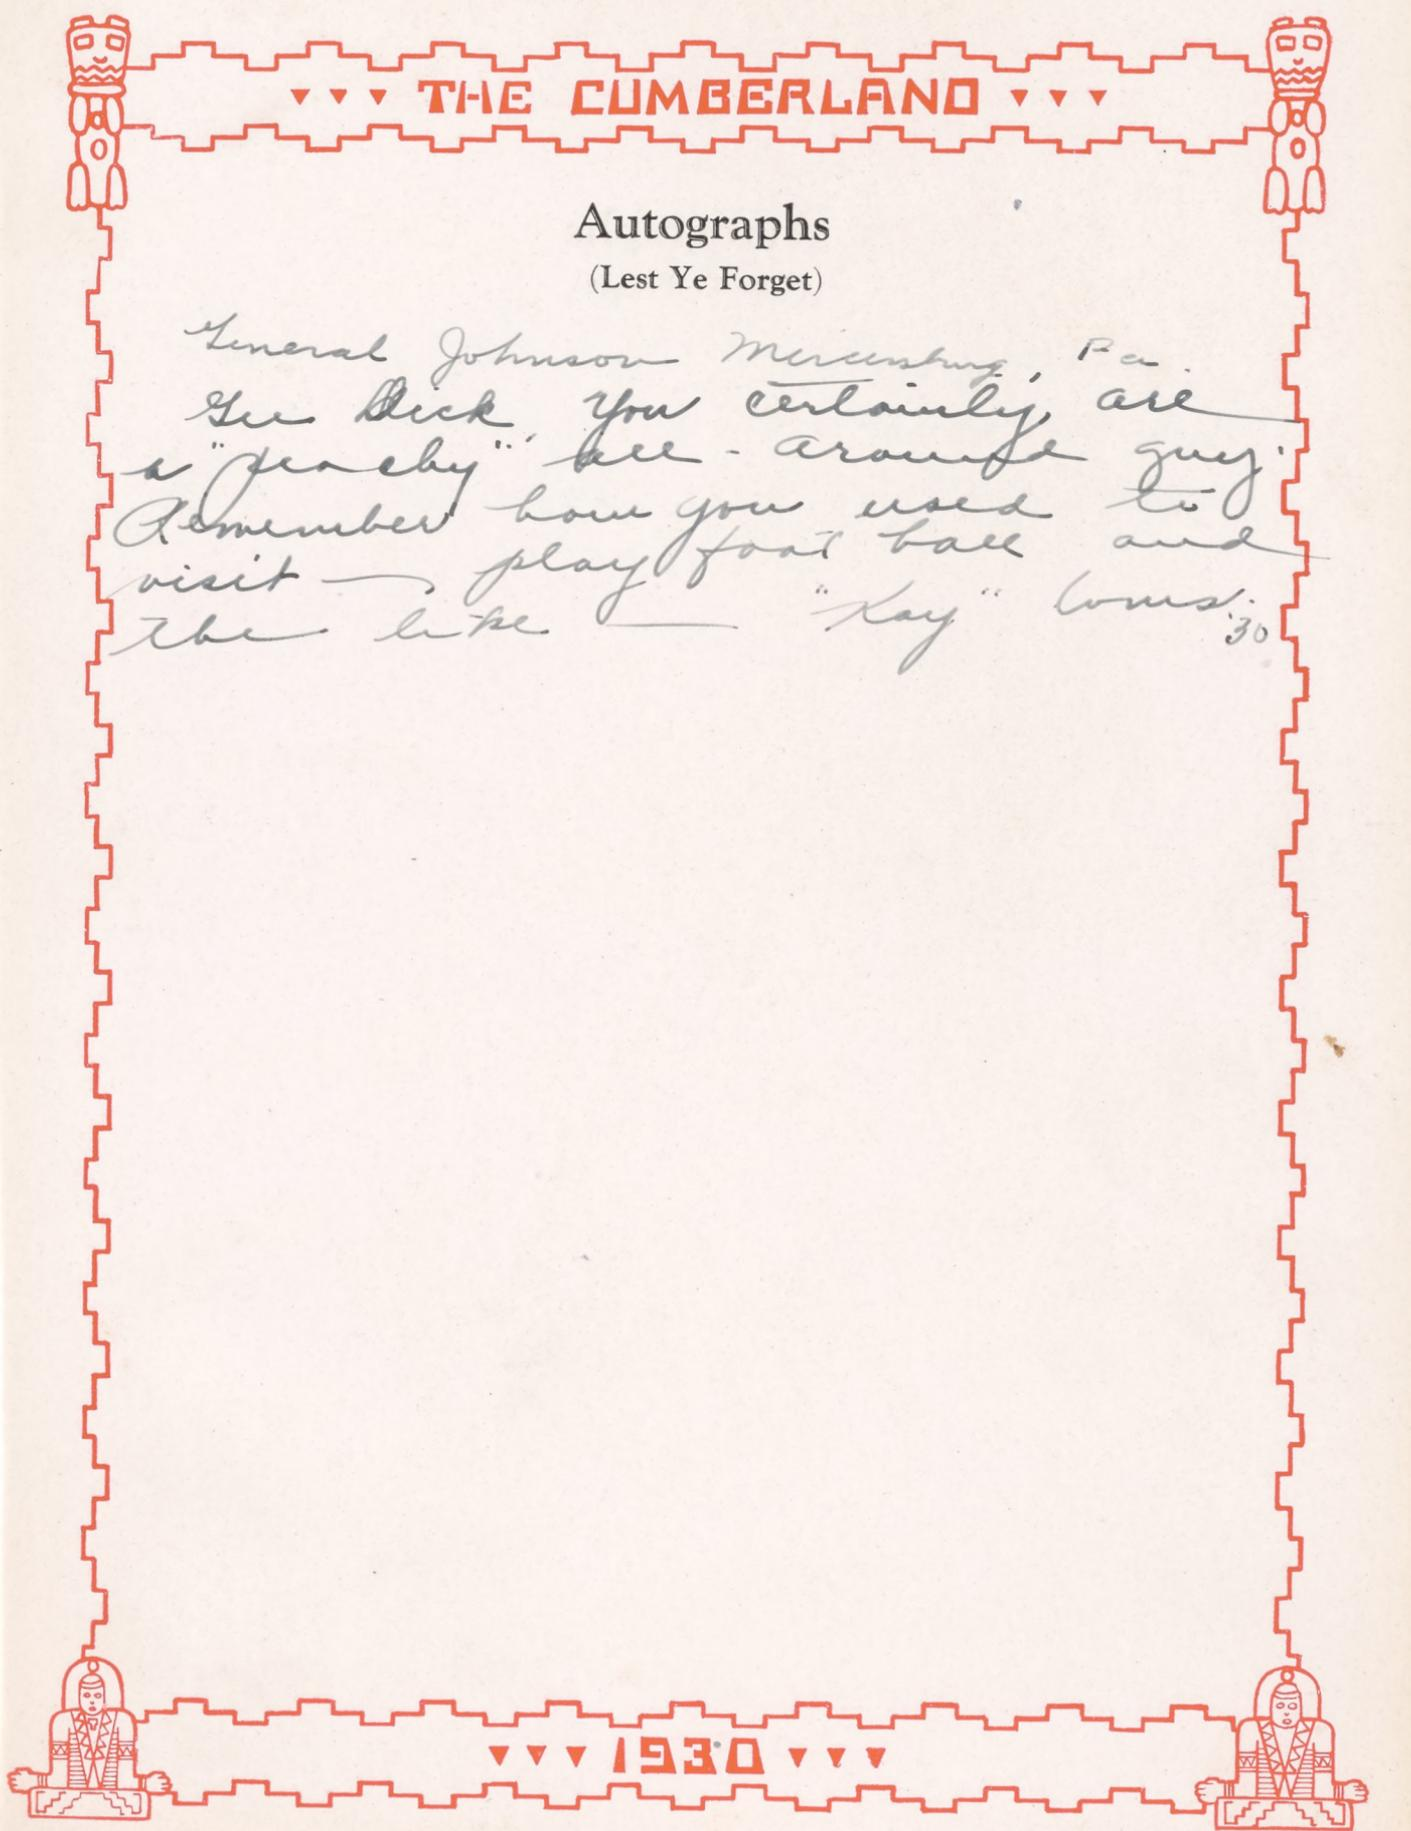 THE CUMBERLAND
Autographs
(Lest Ye Forget)
General Johnson Mercersburg, Pa.
Gee Dick, You certainly are
a "peachy" all-around guy.
Remember how you used to
visit —, play foot ball and
the like — "Kay"
'30
1930